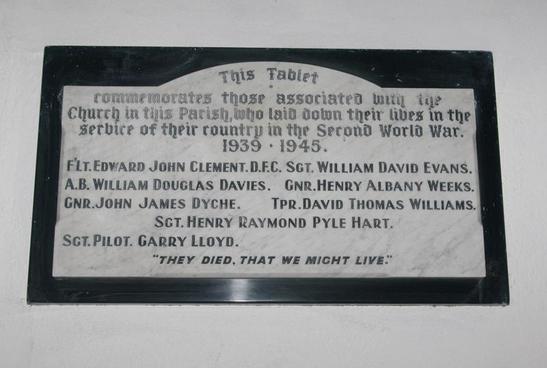 This Tablet
commemorates those associated with the
Church in this Parish, who laid down their lives in the
service of their country in the Second World War.
1939 · 1945.
F'LT. EDWARD JOHN CLEMENT. D.F.C. SGT. WILLIAM DAVID EVANS.
A.B. WILLIAM DOUGLAS DAVIES. GNR. HENRY ALBANY WEEKS.
GNR. JOHN JAMES DYCHE. TPR. DAVID THOMAS WILLIAMS.
SGT. HENRY RAYMOND PYLE HART.
SGT. PILOT. GARRY LLOYD.
"THEY DIED, THAT WE MIGHT LIVE."